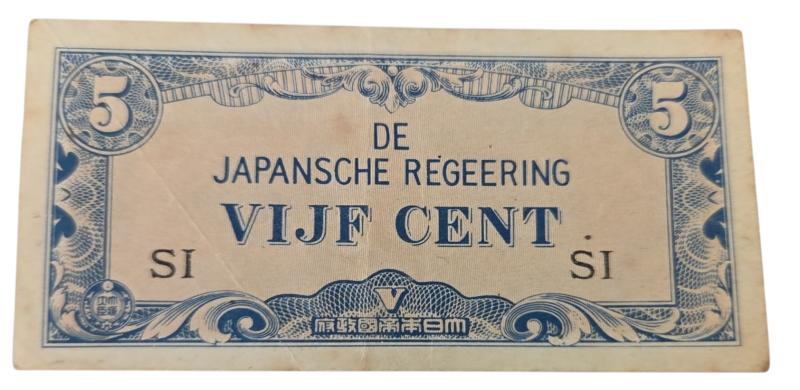 5 5
DE
JAPANSCHE REGEERING
VIJF CENT
SI SI
V
府政國帝本日大